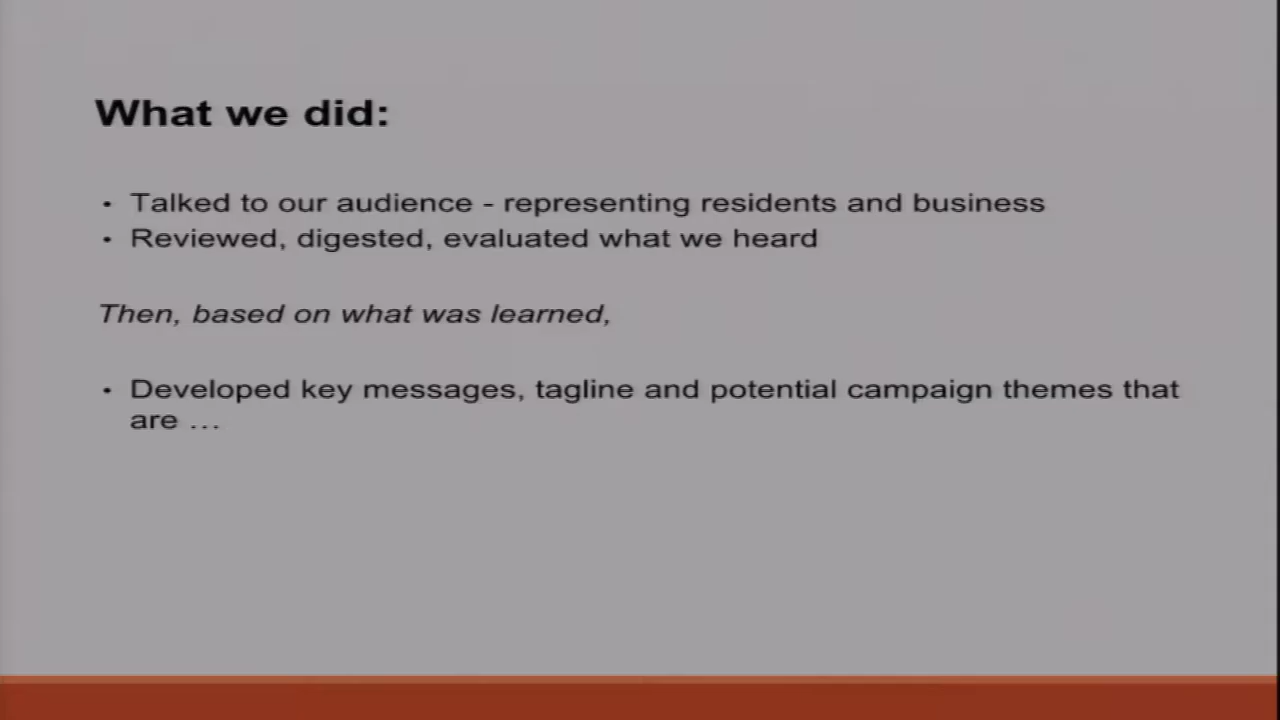 What we did:
• Talked to our audience - representing residents and business
• Reviewed, digested, evaluated what we heard
Then, based on what was learned,
• Developed key messages, tagline and potential campaign themes that
are …